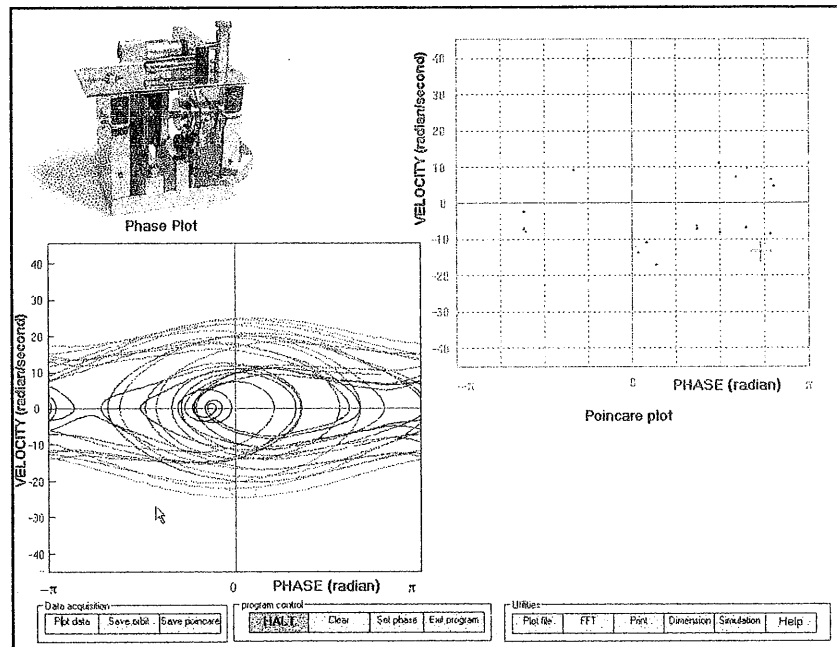 Phase Plot
VELOCITY (radian/second)
40
30
20
10
0
-10
-20
-30
-40
-π
0
PHASE (radian)
π
VELOCITY (radian/second)
40
30
20
10
0
-10
-20
-30
-40
-π
0
PHASE (radian)
π
Poincare plot
Data acquisition
Plot data
Save orbit
Save poincare
program control
HALT
Clear
Set phase
Exit program
Utilities
Plot file
FFT
Print
Dimension
Simulation
Help